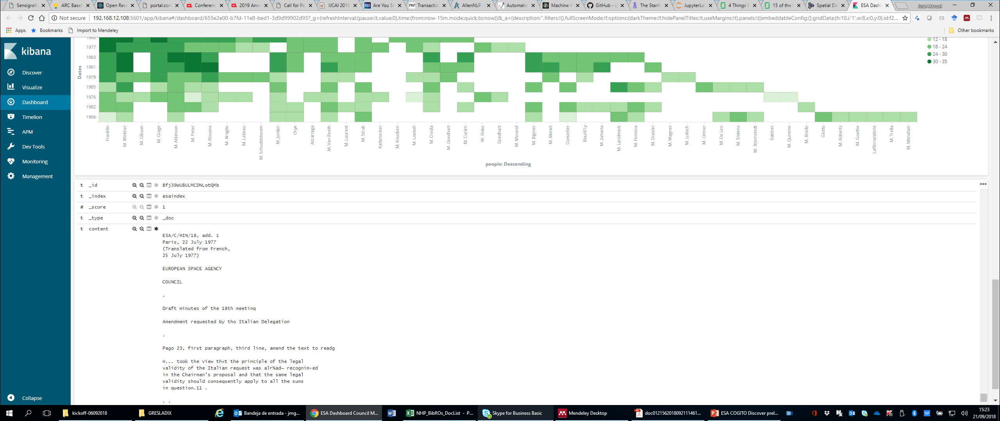 Sensigrafo
ARC Baseli
Open Rese
portal.core
Conferenc
2019 Annu
Call for Pa
IJCAI 2019
IEEE Are You Sm
PKP Transactio
AllenNLP -
Automatic
Machine R
GitHub - g
The Stanfo
JupyterLab
4 Things E
15 of the
Spatial Da
ESA Dashb
Jose Manuel
Not secure
192.168.12.108:5601/app/kibana#/dashboard/655e2e00-b7fd-11e8-bed1-3d9d99902d93?_g=(refreshInterval:(pause:!t,value:0),time:(from:now-15m,mode:quick,to:now))&_a=(description:'',filters:!(),fullScreenMode:!f,options:(darkTheme:!f,hidePanelTitles:!t,useMargins:!t),panels:!((embeddableConfig:(),gridData:(h:10,i:'1',w:8,x:0,y:0),id:f2...
Apps
Bookmarks
Import to Mendeley
Other bookmarks
kibana
Discover
Visualize
Dashboard
Timelion
APM
Dev Tools
Monitoring
Management
Collapse
Dates
1980
1977
1983
1981
1979
1985
1976
1982
1986
12 - 18
18 - 24
24 - 30
30 - 35
Franklin
M. Winther
M. Gibson
M. Grage
M. Atkinson
M. Peter
M. Rissone
M. Broglio
M. Lebeau
M. Schuddeboom
M. Jordan
Orye
Azcarraga
M. Van Reeth
M. Laurent
M. Strub
Kaltenecker
M. Knudsen
M. Loebell
M. Creola
M. Goedhart
M. Curien
W. Finke
Goedhart
M. Morand
M. Bignier
M. Monet
Conseiller
Bour61y
M. Zaharia
M. Landmark
M. Formica
M. Draxler
M. Wagner
M. Luksch
M. Ortner
M. De Leo
M. Siskens
M. Stiernstedt
Dattner
M. Quinche
M. Brado
Giotto
M. Roberts
M. Goethe
Lafferranderie
M. Trella
M. Manahan
people: Descending
t _id Bfj39WUBULMCDNLotQMb
t _index esaindex
# _score 1
t _type _doc
t content
ESA/C/HIN/18, add. 1
Paris, 22 July 1977
(Translated from French,
25 July 1977)
EUROPEAN SPACE AGENCY
COUNCIL
.
Draft minutes of the 18th meetinq
Amendment requested by tho Italian Delegation
.
Pago 23, first paragraph, third line, amend the text to readg
n... took the view th<t the principle of the legal
validity of the Italian request was alr%ad~ recognim-ed
in the Chairman’s proposal and that the same legal
validity should consequently apply to all the sums
in question.11 .
. .
kickoff-06092018
GRESLADIX
Bandeja de entrada - jmg...
ESA Dashboard Council M...
NHP_BibROs_DocList - P...
Skype for Business Basic
Mendeley Desktop
doc0121562018092111461...
ESA COGITO Discover prel...
15:23
21/09/2018